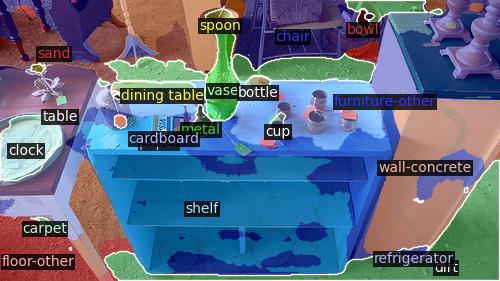 spoon
bowl
chair
sand
vase
bottle
dining table
furniture-other
table
metal
cup
cardboard
clock
wall-concrete
shelf
carpet
floor-other
refrigerator
dirt